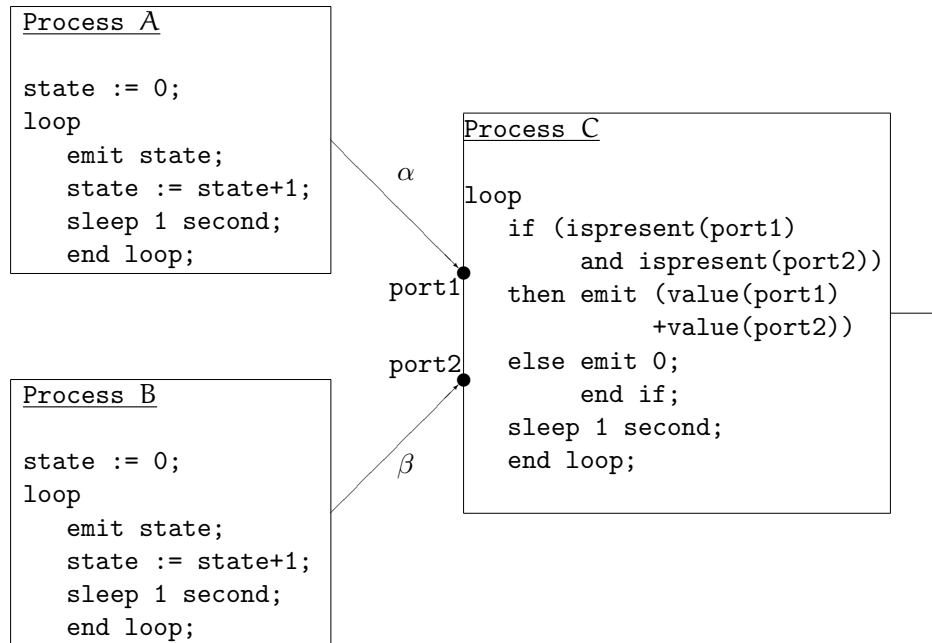 Process A
state := 0;
loop
emit state;
state := state+1;
sleep 1 second;
end loop;
α
port1
port2
β
Process B
state := 0;
loop
emit state;
state := state+1;
sleep 1 second;
end loop;
Process C
loop
if (ispresent(port1)
and ispresent(port2))
then emit (value(port1)
+value(port2))
else emit 0;
end if;
sleep 1 second;
end loop;